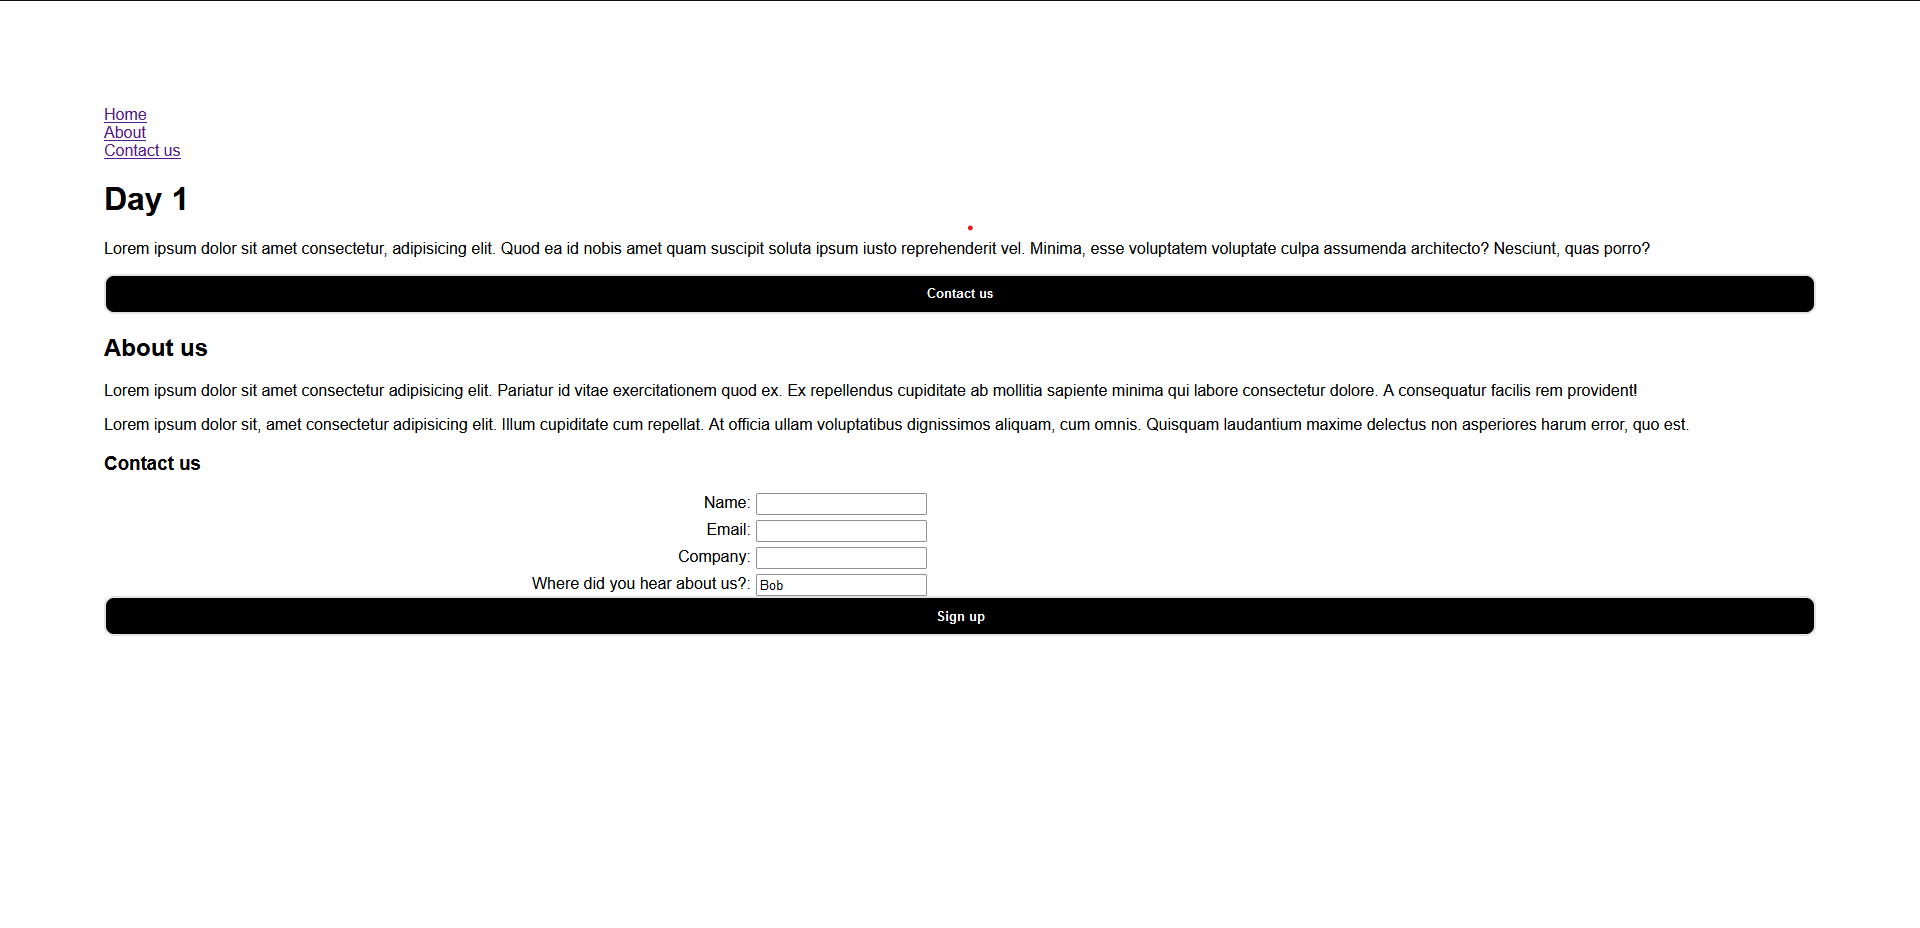 Home
About
Contact us
Day 1
Lorem ipsum dolor sit amet consectetur, adipisicing elit. Quod ea id nobis amet quam suscipit soluta ipsum iusto reprehenderit vel. Minima, esse voluptatem voluptate culpa assumenda architecto? Nesciunt, quas porro?
Contact us
About us
Lorem ipsum dolor sit amet consectetur adipisicing elit. Pariatur id vitae exercitationem quod ex. Ex repellendus cupiditate ab mollitia sapiente minima qui labore consectetur dolore. A consequatur facilis rem provident!
Lorem ipsum dolor sit, amet consectetur adipisicing elit. Illum cupiditate cum repellat. At officia ullam voluptatibus dignissimos aliquam, cum omnis. Quisquam laudantium maxime delectus non asperiores harum error, quo est.
Contact us
Name:
Email:
Company:
Where did you hear about us?: Bob
Sign up